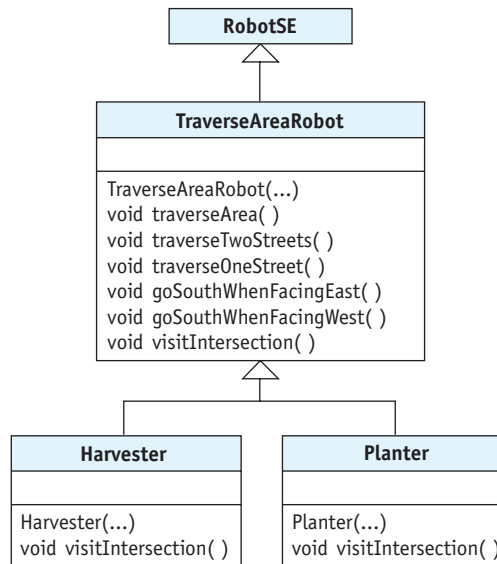 RobotSE
TraverseAreaRobot
TraverseAreaRobot(...)
void traverseArea( )
void traverseTwoStreets( )
void traverseOneStreet( )
void goSouthWhenFacingEast( )
void goSouthWhenFacingWest( )
void visitIntersection( )
Harvester
Harvester(...)
void visitIntersection( )
Planter
Planter(...)
void visitIntersection( )